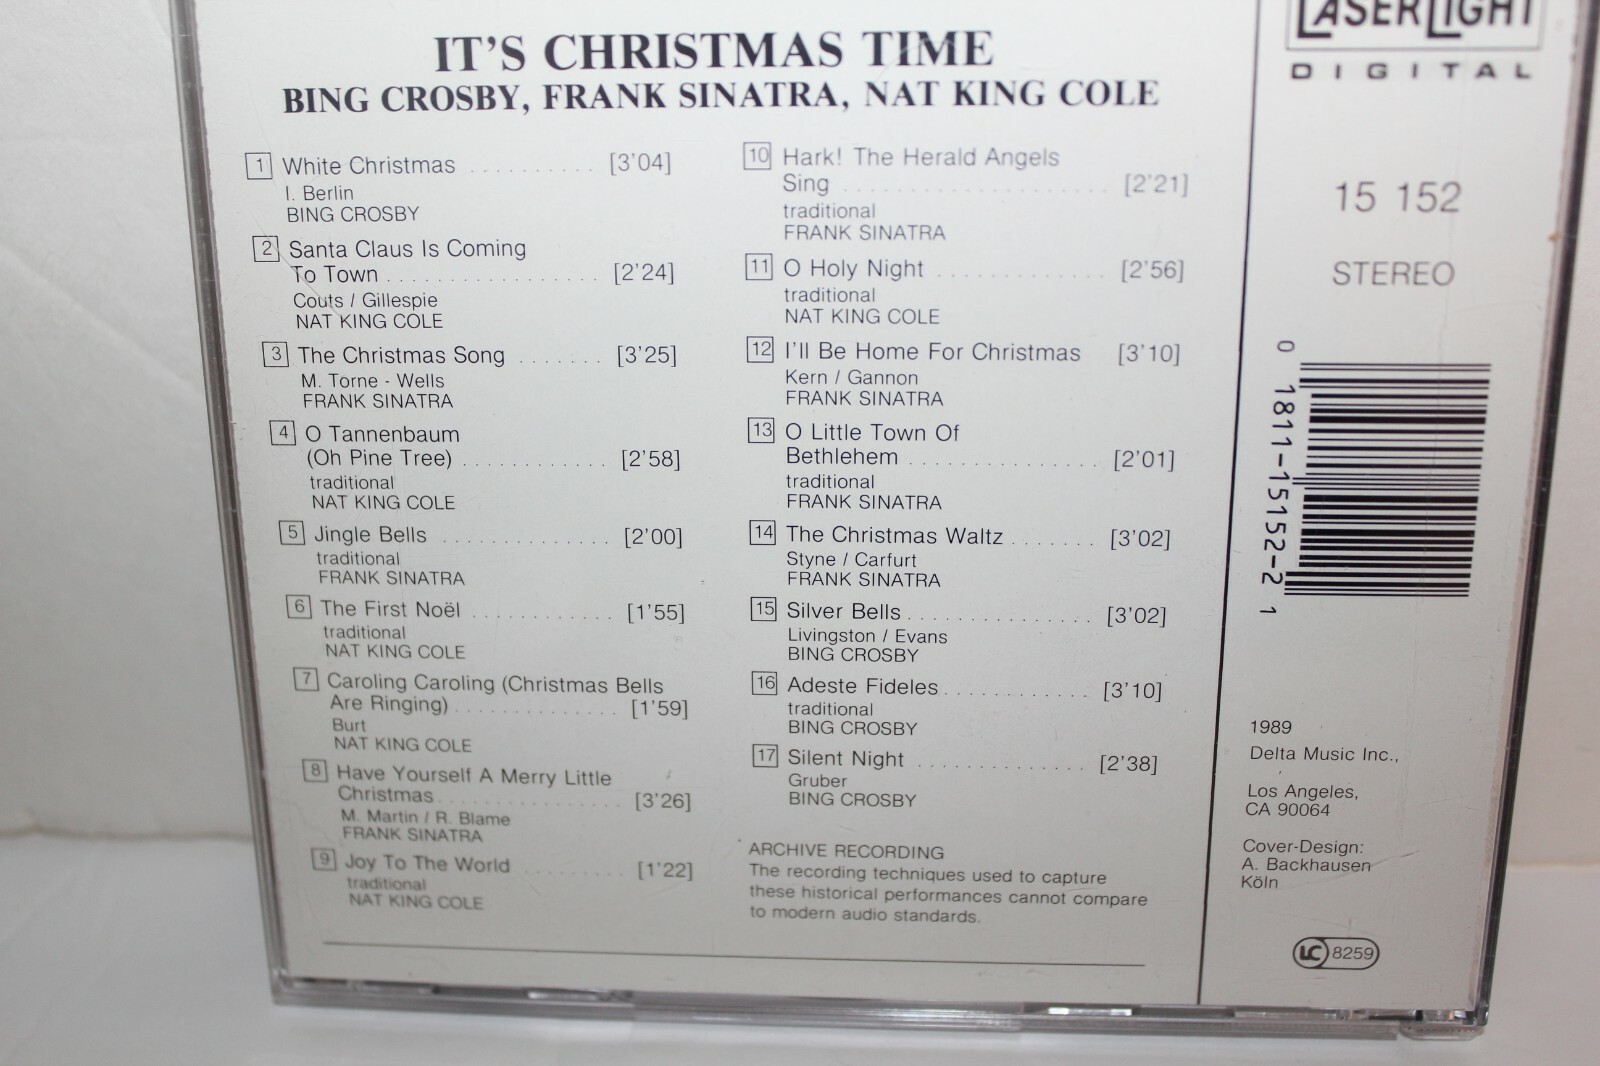 IT'S CHRISTMAS TIME
BING CROSBY, FRANK SINATRA, NAT KING COLE
1 White Christmas .......... [3'04]
I. Berlin
BING CROSBY
2 Santa Claus Is Coming
To Town ................ [2'24]
Couts / Gillespie
NAT KING COLE
3 The Christmas Song ....... [3'25]
M. Torne - Wells
FRANK SINATRA
4 O Tannenbaum
(Oh Pine Tree) ............ [2'58]
traditional
NAT KING COLE
5 Jingle Bells .............. [2'00]
traditional
FRANK SINATRA
6 The First Noël ............ [1'55]
traditional
NAT KING COLE
7 Caroling Caroling (Christmas Bells
Are Ringing) .............. [1'59]
Burt
NAT KING COLE
8 Have Yourself A Merry Little
Christmas ................ [3'26]
M. Martin / R. Blame
FRANK SINATRA
9 Joy To The World ......... [1'22]
traditional
NAT KING COLE
10 Hark! The Herald Angels
Sing ..................... [2'21]
traditional
FRANK SINATRA
11 O Holy Night ............. [2'56]
traditional
NAT KING COLE
12 I'll Be Home For Christmas [3'10]
Kern / Gannon
FRANK SINATRA
13 O Little Town Of
Bethlehem ............... [2'01]
traditional
FRANK SINATRA
14 The Christmas Waltz ....... [3'02]
Styne / Carfurt
FRANK SINATRA
15 Silver Bells ............... [3'02]
Livingston / Evans
BING CROSBY
16 Adeste Fideles ............ [3'10]
traditional
BING CROSBY
17 Silent Night .............. [2'38]
Gruber
BING CROSBY
ARCHIVE RECORDING
The recording techniques used to capture
these historical performances cannot compare
to modern audio standards.
LASERLIGHT
DIGITAL
15 152
STEREO
0 1811-15152-2 1
1989
Delta Music Inc.,
Los Angeles,
CA 90064
Cover-Design:
A. Backhausen
Köln
LC 8259